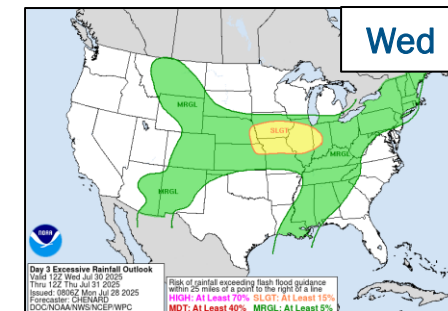 Wed
MRGL
SLGT
MRGL
MRGL
NOAA
Day 3 Excessive Rainfall Outlook
Valid 12Z Wed Jul 30 2025
Thru 12Z Thu Jul 31 2025
Issued: 0806Z Mon Jul 28 2025
Forecaster: CHENARD
DOC/NOAA/NWS/NCEP/WPC
Risk of rainfall exceeding flash flood guidance
within 25 miles of a point to the right of a line
HIGH: At Least 70% SLGT: At Least 15%
MDT: At Least 40% MRGL: At Least 5%